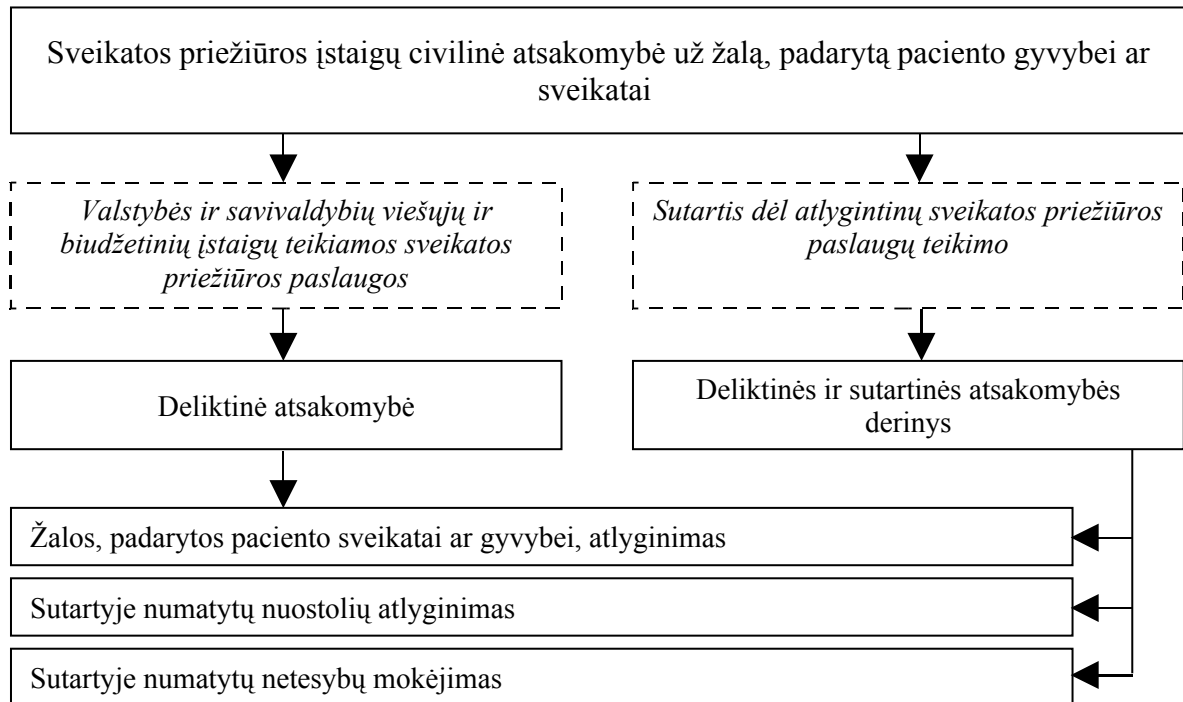 Sveikatos priežiūros įstaigų civilinė atsakomybė už žalą, padarytą paciento gyvybei ar
sveikatai
Valstybės ir savivaldybių viešųjų ir
biudžetinių įstaigų teikiamos sveikatos
priežiūros paslaugos
Sutartis dėl atlygintinų sveikatos priežiūros
paslaugų teikimo
Deliktinė atsakomybė
Deliktinės ir sutartinės atsakomybės
derinys
Žalos, padarytos paciento sveikatai ar gyvybei, atlyginimas
Sutartyje numatytų nuostolių atlyginimas
Sutartyje numatytų netesybų mokėjimas